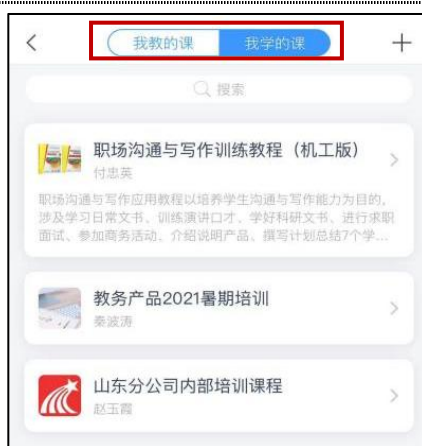 我教的课 我学的课
搜索
职场沟通与写作训练教程（机工版）
付忠英
职场沟通与写作应用教程以培养学生沟通与写作能力为目的，
涉及学习日常文书、训练演讲口才、学好科研文书、进行求职
面试、参加商务活动、介绍说明产品、撰写计划总结7个学...
教务产品2021暑期培训
秦波涛
山东分公司内部培训课程
赵玉霞